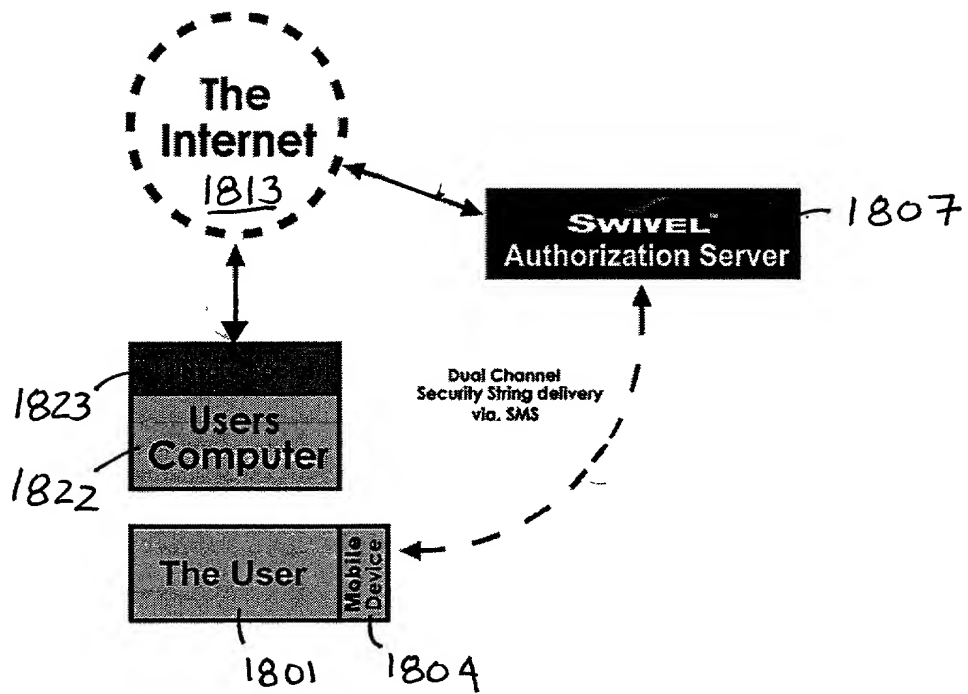 The
Internet
1813
SWIVEL™
Authorization Server
1807
Dual Channel
Security String delivery
via. SMS
1823
Users
Computer
1822
The User
Mobile
Device
1801
1804